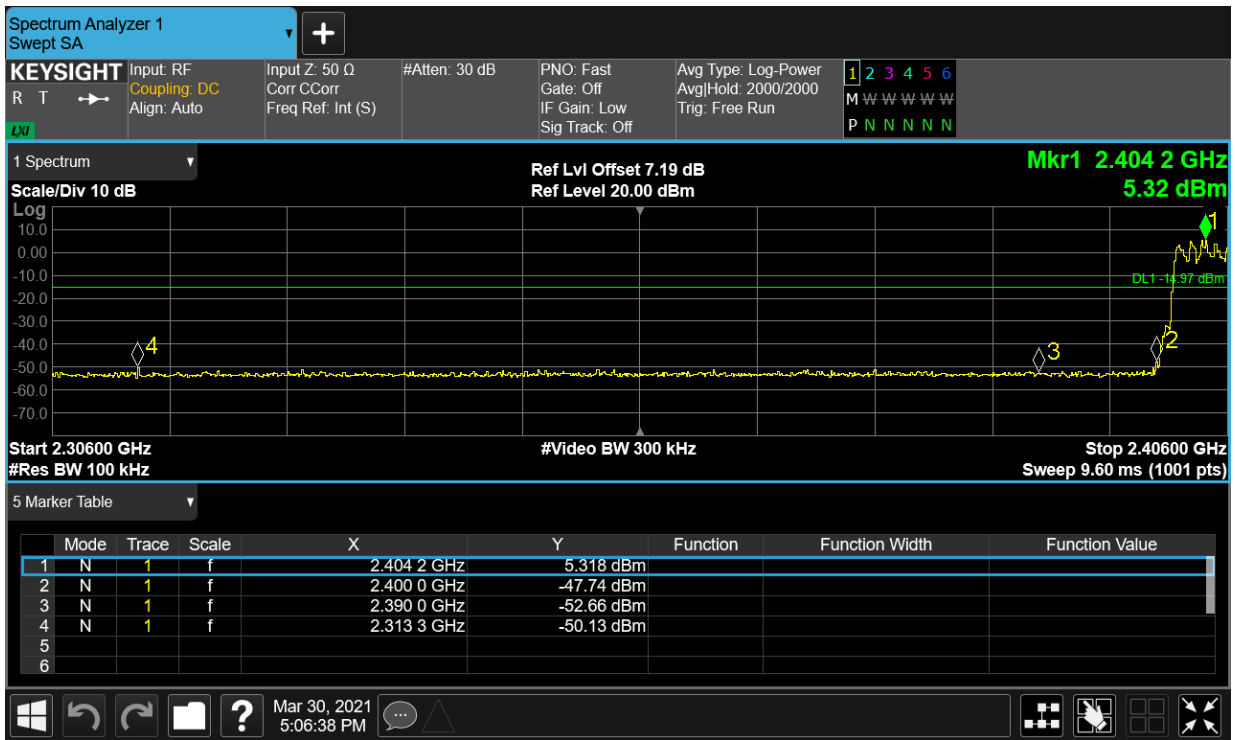 Spectrum Analyzer 1
Swept SA
KEYSIGHT
R T
LXI
Input: RF
Coupling: DC
Align: Auto
Input Z: 50 Ω
Corr CCorr
Freq Ref: Int (S)
#Atten: 30 dB
PNO: Fast
Gate: Off
IF Gain: Low
Sig Track: Off
Avg Type: Log-Power
Avg|Hold: 2000/2000
Trig: Free Run
1 2 3 4 5 6
M W W W W W
P N N N N N
1 Spectrum
Scale/Div 10 dB
Ref Lvl Offset 7.19 dB
Ref Level 20.00 dBm
Mkr1 2.404 2 GHz
5.32 dBm
Log
10.0
0.00
-10.0
-20.0
-30.0
-40.0
-50.0
-60.0
-70.0
1
DL1 -14.97 dBm
2
3
4
Start 2.30600 GHz
#Res BW 100 kHz
#Video BW 300 kHz
Stop 2.40600 GHz
Sweep 9.60 ms (1001 pts)
5 Marker Table
Mode Trace Scale X Y Function Function Width Function Value
1 N 1 f 2.404 2 GHz 5.318 dBm
2 N 1 f 2.400 0 GHz -47.74 dBm
3 N 1 f 2.390 0 GHz -52.66 dBm
4 N 1 f 2.313 3 GHz -50.13 dBm
5
6
?
Mar 30, 2021
5:06:38 PM